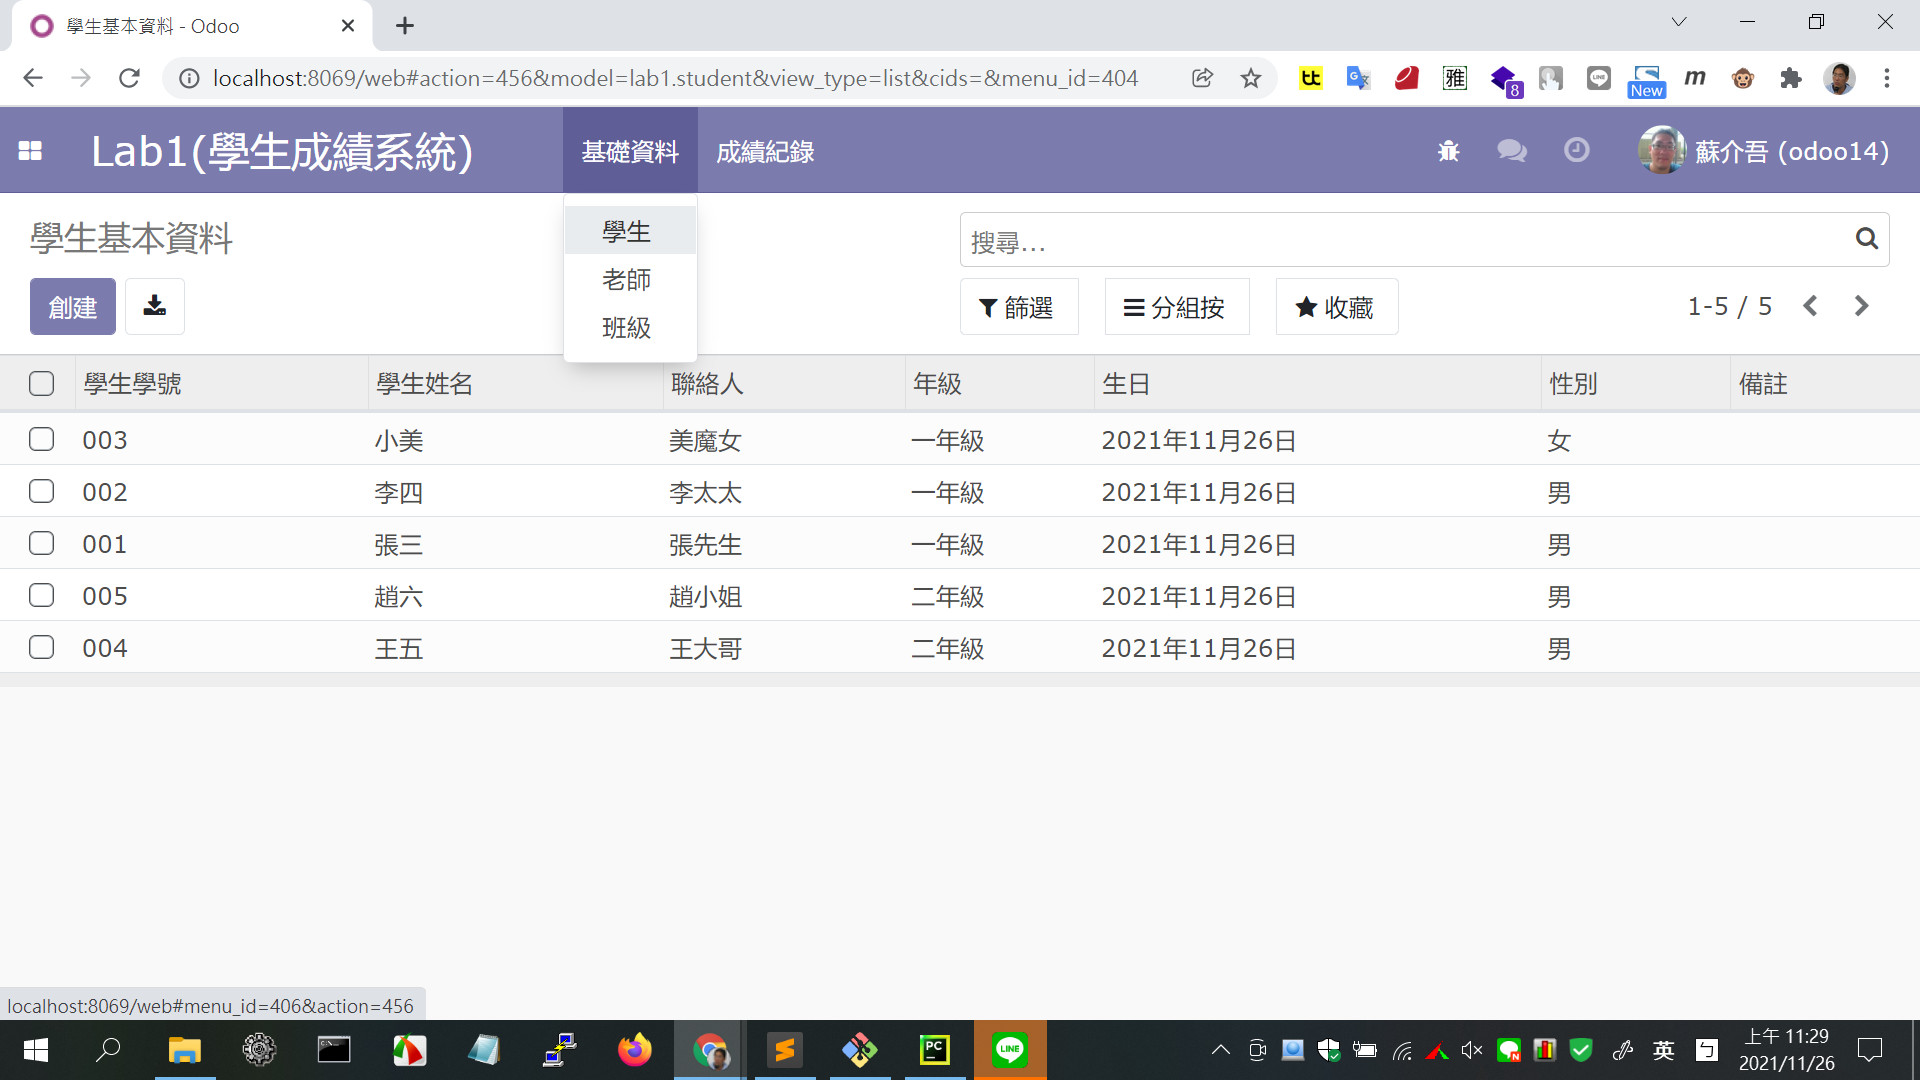 學生基本資料 - Odoo
localhost:8069/web#action=456&model=lab1.student&view_type=list&cids=&menu_id=404
tt
雅
8
New
m
Lab1(學生成績系統)
基礎資料
成績紀錄
蘇介吾 (odoo14)
學生
老師
班級
學生基本資料
搜尋...
創建
篩選
分組按
收藏
1-5 / 5
學生學號 學生姓名 聯絡人 年級 生日 性別 備註
003 小美 美魔女 一年級 2021年11月26日 女
002 李四 李太太 一年級 2021年11月26日 男
001 張三 張先生 一年級 2021年11月26日 男
005 趙六 趙小姐 二年級 2021年11月26日 男
004 王五 王大哥 二年級 2021年11月26日 男
localhost:8069/web#menu_id=406&action=456
PC
LINE
英
ㄅ
上午 11:29
2021/11/26